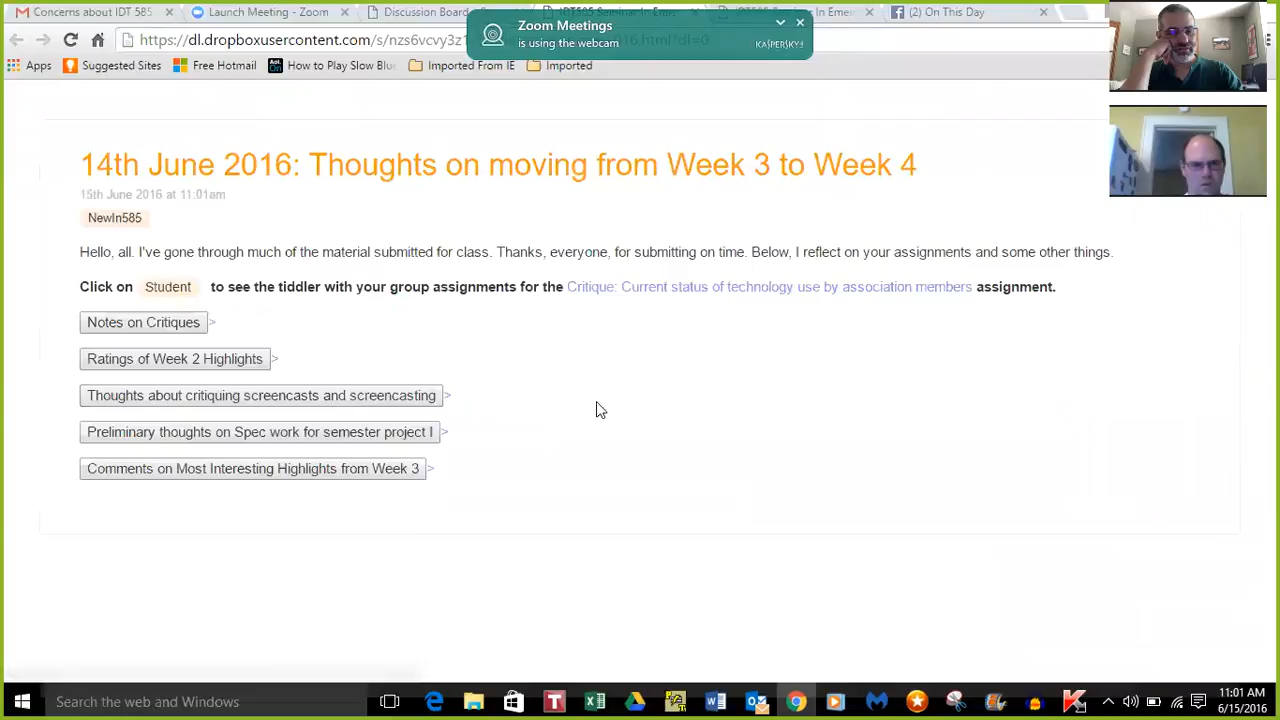 Concerns about IDT 585
Launch Meeting - Zoom
Discussion Board
(2) On This Day
Zoom Meetings
is using the webcam
KASPERSKY
https://dl.dropboxusercontent.com/s/nzs6vcvy3z1
016.html?dl=0
Apps
Suggested Sites
Free Hotmail
How to Play Slow Blue
Imported From IE
Imported
14th June 2016: Thoughts on moving from Week 3 to Week 4
15th June 2016 at 11:01am
NewIn585
Hello, all. I've gone through much of the material submitted for class. Thanks, everyone, for submitting on time. Below, I reflect on your assignments and some other things.
Click on Student to see the tiddler with your group assignments for the Critique: Current status of technology use by association members assignment.
Notes on Critiques >
Ratings of Week 2 Highlights >
Thoughts about critiquing screencasts and screencasting >
Preliminary thoughts on Spec work for semester project I >
Comments on Most Interesting Highlights from Week 3 >
Search the web and Windows
11:01 AM
6/15/2016